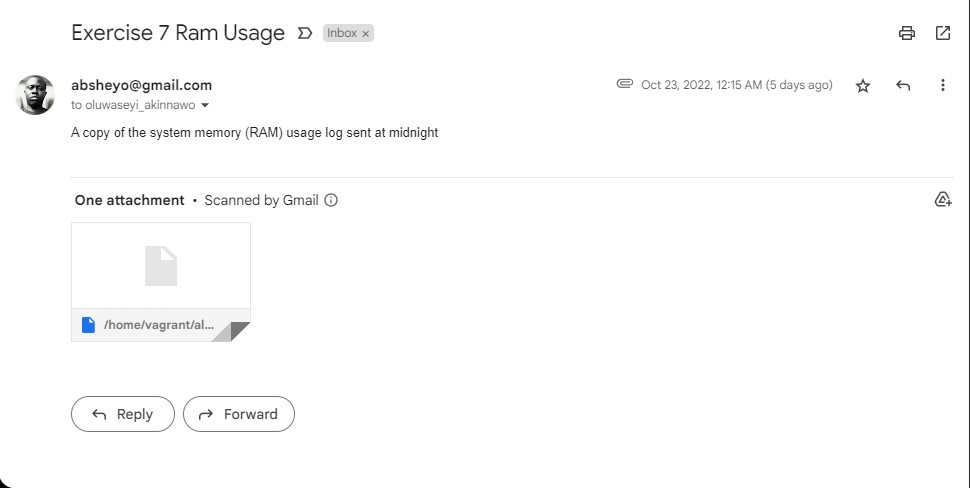 Exercise 7 Ram Usage Inbox ×
absheyo@gmail.com Oct 23, 2022, 12:15 AM (5 days ago)
to oluwaseyi_akinnawo
A copy of the system memory (RAM) usage log sent at midnight
One attachment • Scanned by Gmail
/home/vagrant/al...
Reply Forward